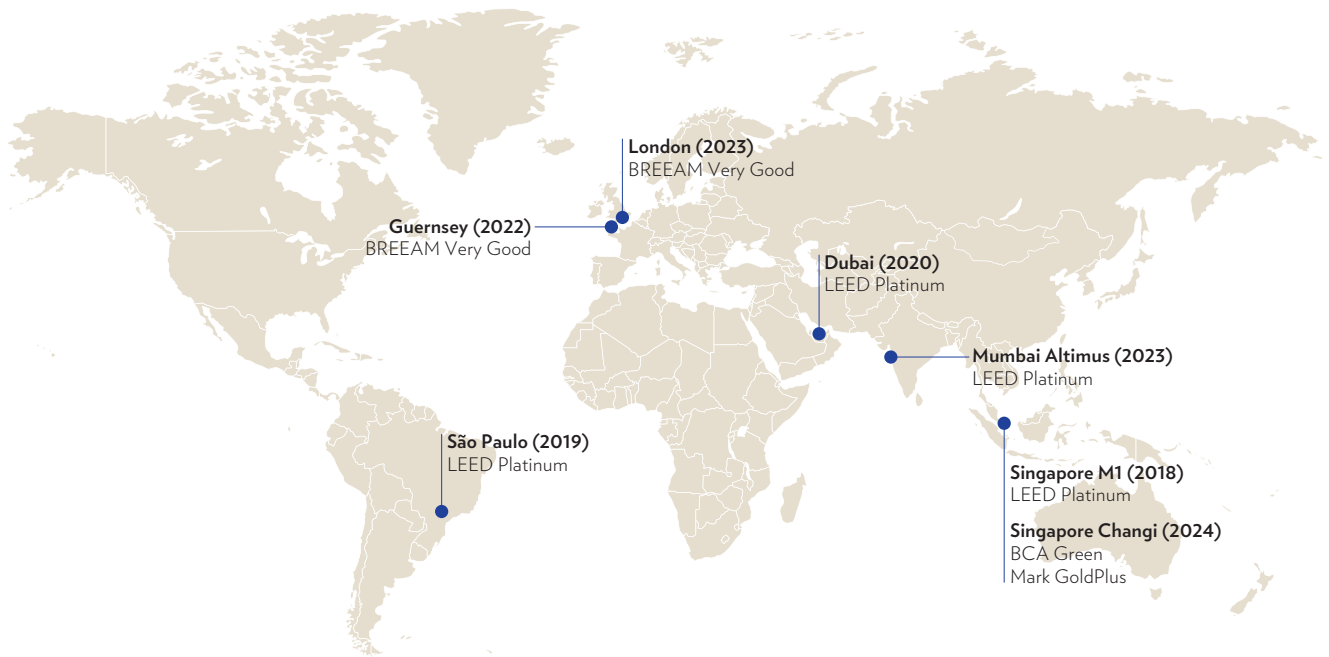 London (2023)
BREEAM Very Good
Guernsey (2022)
BREEAM Very Good
Dubai (2020)
LEED Platinum
Mumbai Altimus (2023)
LEED Platinum
São Paulo (2019)
LEED Platinum
Singapore M1 (2018)
LEED Platinum
Singapore Changi (2024)
BCA Green
Mark GoldPlus